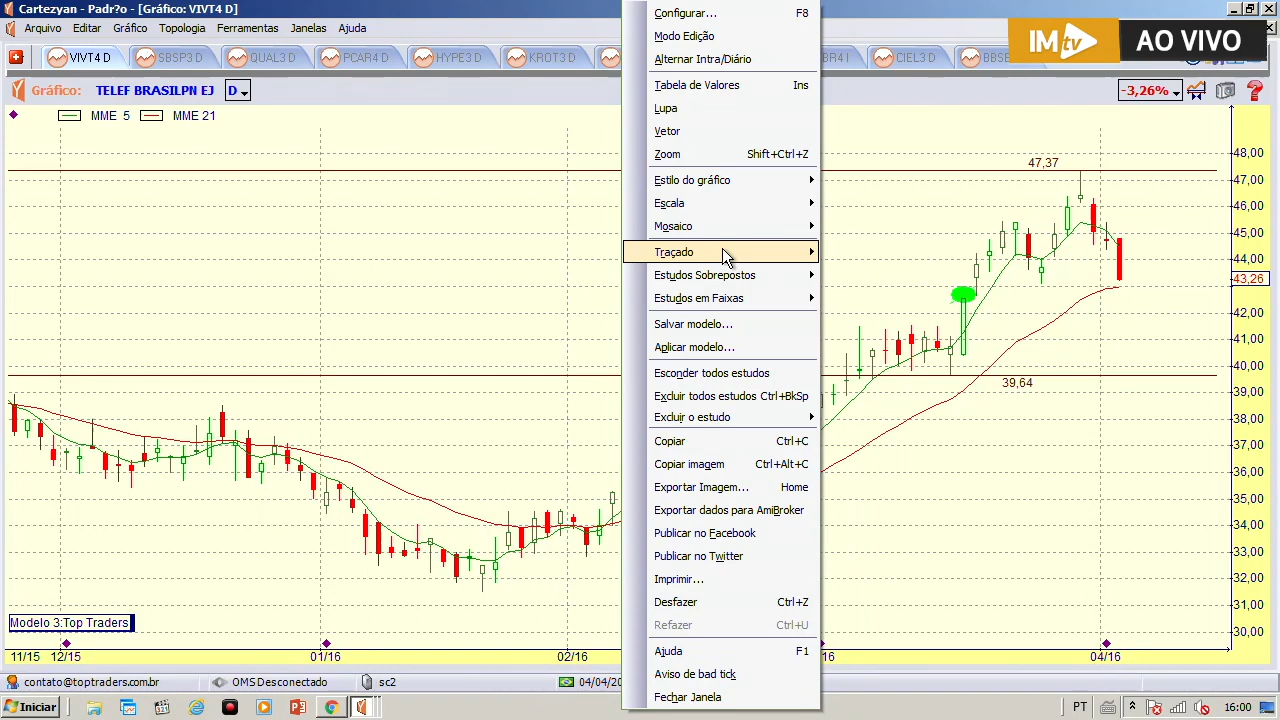 Cartezyan - Padr?o - [Gráfico: VIVT4 D]
Arquivo Editar Gráfico Topologia Ferramentas Janelas Ajuda
VIVT4 D SBSP3 D QUAL3 D PCAR4 D HYPE3 D KROT3 D CIEL3 D
IM tv AO VIVO
Gráfico: TELEF BRASILPN EJ D
-3,26%
MME 5 MME 21
Configurar... F8
Modo Edição
Alternar Intra/Diário
Tabela de Valores Ins
Lupa
Vetor
Zoom Shift+Ctrl+Z
Estilo do gráfico
Escala
Mosaico
Traçado
Estudos Sobrepostos
Estudos em Faixas
Salvar modelo...
Aplicar modelo...
Esconder todos estudos
Excluir todos estudos Ctrl+BkSp
Excluir o estudo
Copiar Ctrl+C
Copiar imagem Ctrl+Alt+C
Exportar Imagem... Home
Exportar dados para AmiBroker
Publicar no Facebook
Publicar no Twitter
Imprimir...
Desfazer Ctrl+Z
Refazer Ctrl+U
Ajuda F1
Aviso de bad tick
Fechar Janela
47,37
39,64
48,00
47,00
46,00
45,00
44,00
43,26
42,00
41,00
40,00
39,00
38,00
37,00
36,00
35,00
34,00
33,00
32,00
31,00
30,00
Modelo 3:Top Traders
11/15 12/15 01/16 02/16 04/16
contato@toptraders.com.br OMS Desconectado sc2 04/04/
Iniciar PT 16:00